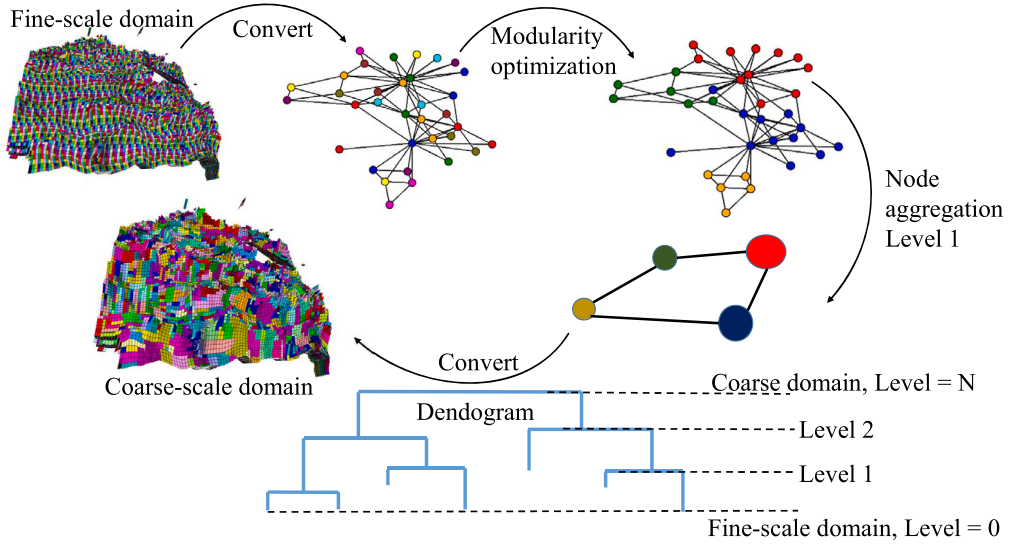 Fine-scale domain
Convert
Modularity
optimization
Node
aggregation
Level 1
Convert
Coarse-scale domain
Coarse domain, Level = N
Dendogram
Level 2
Level 1
Fine-scale domain, Level = 0